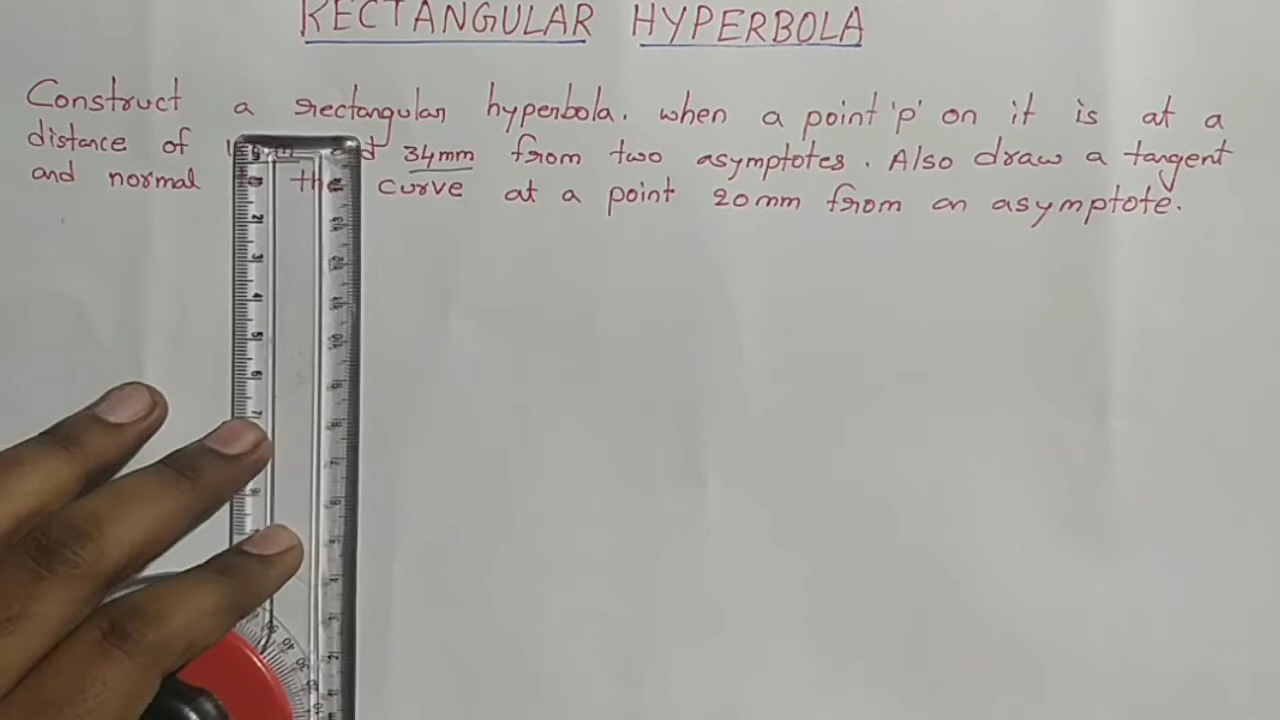 RECTANGULAR HYPERBOLA
Construct a rectangular hyperbola. when a point 'p' on it is at a
distance of 34mm from two asymptotes. Also draw a tangent
and normal the curve at a point 20mm from an asymptote.